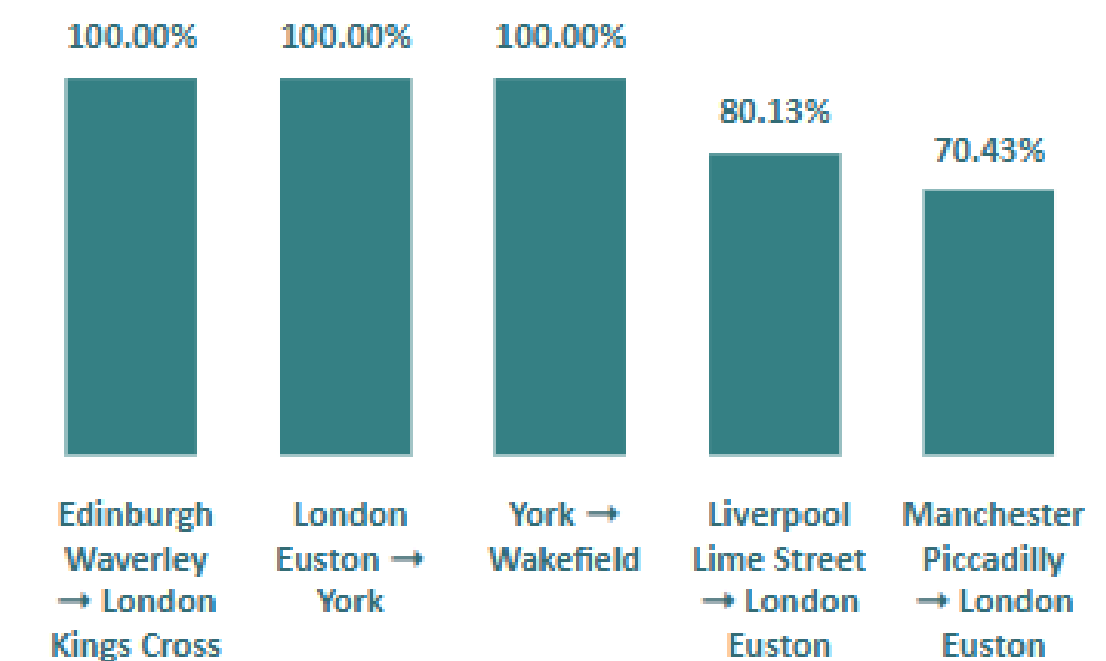 100.00%
100.00%
100.00%
80.13%
70.43%
Edinburgh
Waverley
→ London
Kings Cross
London
Euston →
York
York →
Wakefield
Liverpool
Lime Street
→ London
Euston
Manchester
Piccadilly
→ London
Euston